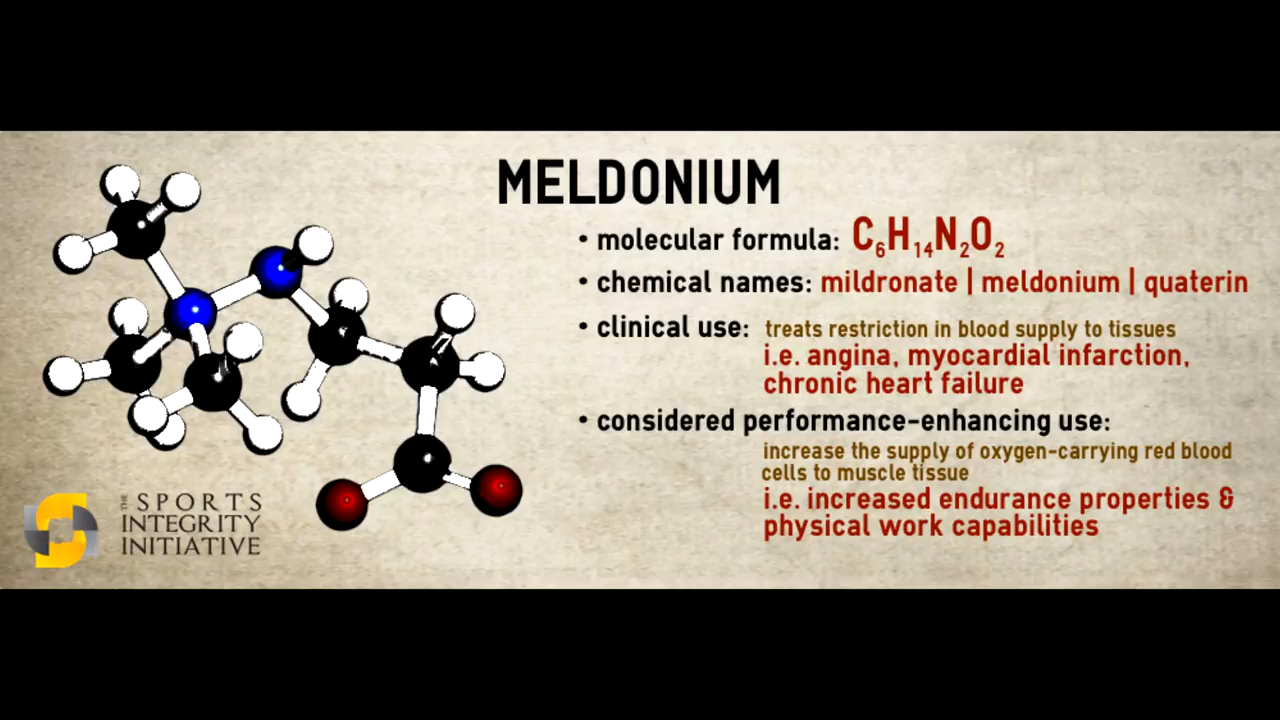 MELDONIUM
• molecular formula: C₆H₁₄N₂O₂
• chemical names: mildronate | meldonium | quaterin
• clinical use: treats restriction in blood supply to tissues
i.e. angina, myocardial infarction,
chronic heart failure
• considered performance-enhancing use:
increase the supply of oxygen-carrying red blood
cells to muscle tissue
i.e. increased endurance properties &
physical work capabilities
THE SPORTS
INTEGRITY
INITIATIVE